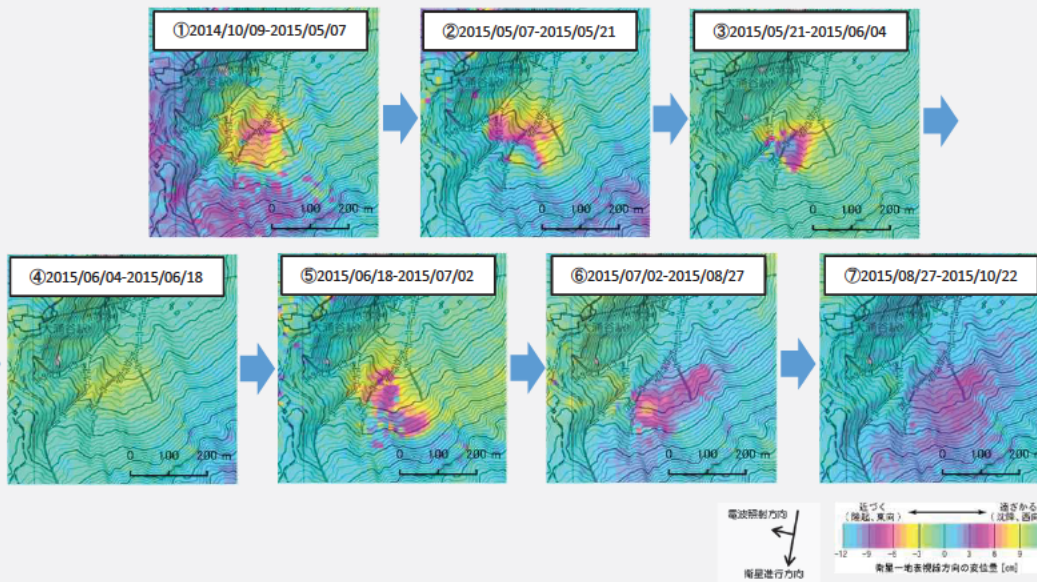 ①2014/10/09-2015/05/07
②2015/05/07-2015/05/21
③2015/05/21-2015/06/04
0 100 200 m
0 100 200 m
0 100 200 m
④2015/06/04-2015/06/18
⑤2015/06/18-2015/07/02
⑥2015/07/02-2015/08/27
⑦2015/08/27-2015/10/22
0 100 200 m
0 100 200 m
0 100 200 m
0 100 200 m
電波照射方向
衛星進行方向
近づく
(隆起、東向)
遠ざかる
(沈降、西向
-12 -9 -6 -3 0 3 6 9
衛星ー地表視線方向の変位量 [cm]